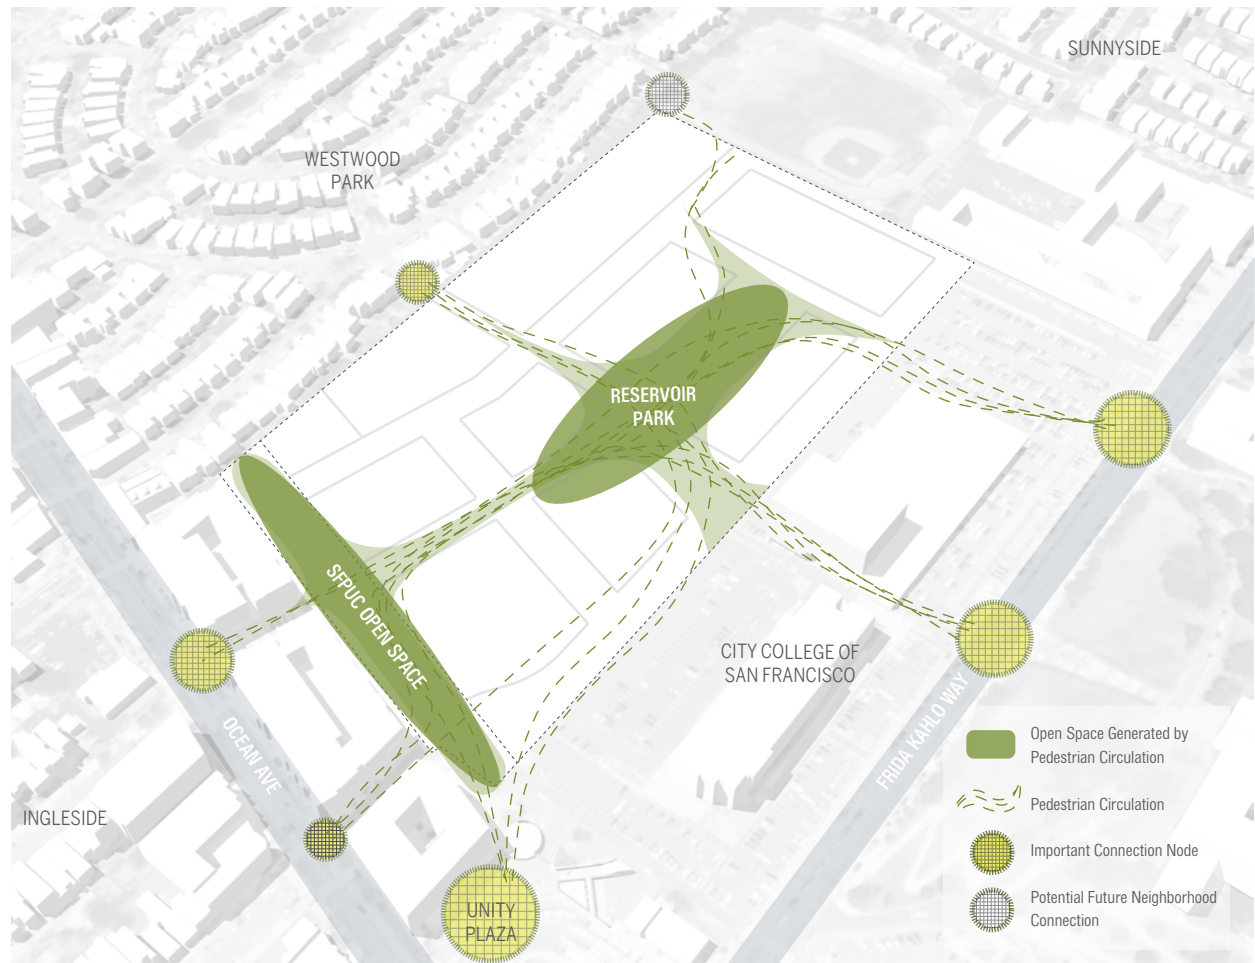 SUNNYSIDE
WESTWOOD
PARK
RESERVOIR
PARK
SFPUC OPEN SPACE
CITY COLLEGE OF
SAN FRANCISCO
OCEAN AVE
FRIDA KAHLO WAY
INGLESIDE
UNITY
PLAZA
Open Space Generated by
Pedestrian Circulation
Pedestrian Circulation
Important Connection Node
Potential Future Neighborhood
Connection